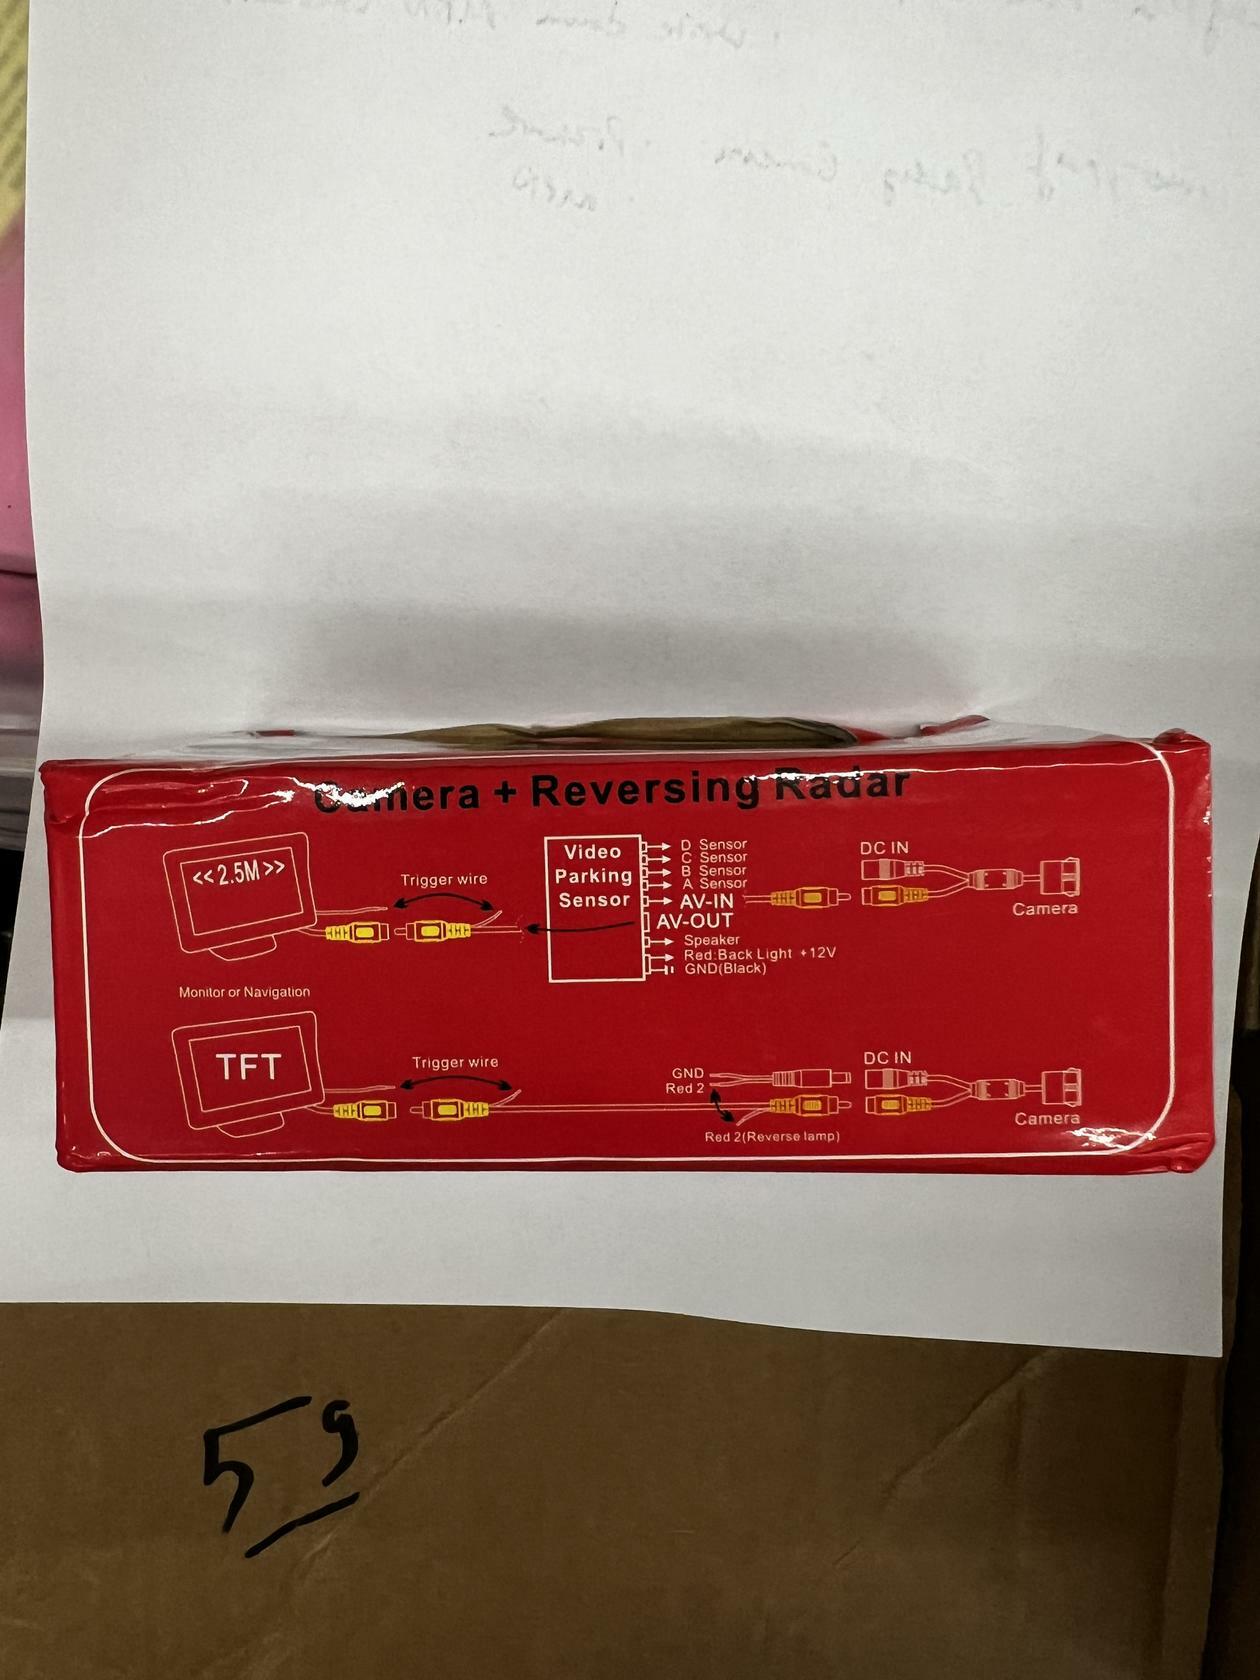 Camera + Reversing Radar
<< 2.5M >>
Trigger wire
Video
Parking
Sensor
D Sensor
C Sensor
B Sensor
A Sensor
AV-IN
AV-OUT
Speaker
Red:Back Light +12V
GND(Black)
DC IN
Camera
Monitor or Navigation
TFT
Trigger wire
GND
Red 2
Red 2(Reverse lamp)
DC IN
Camera
59